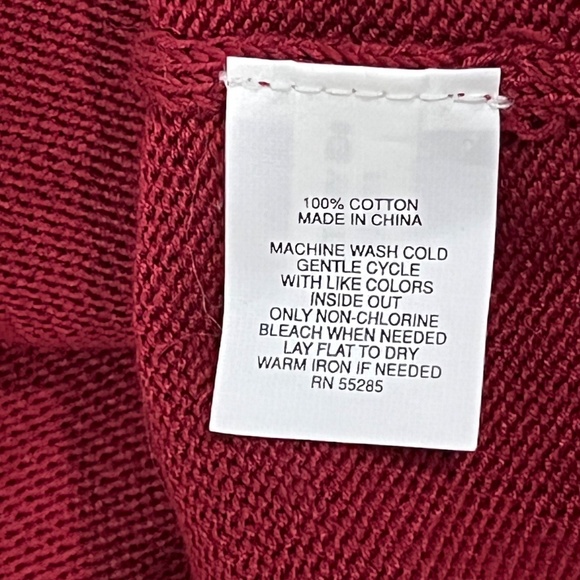 100% COTTON
MADE IN CHINA
MACHINE WASH COLD
GENTLE CYCLE
WITH LIKE COLORS
INSIDE OUT
ONLY NON-CHLORINE
BLEACH WHEN NEEDED
LAY FLAT TO DRY
WARM IRON IF NEEDED
RN 55285